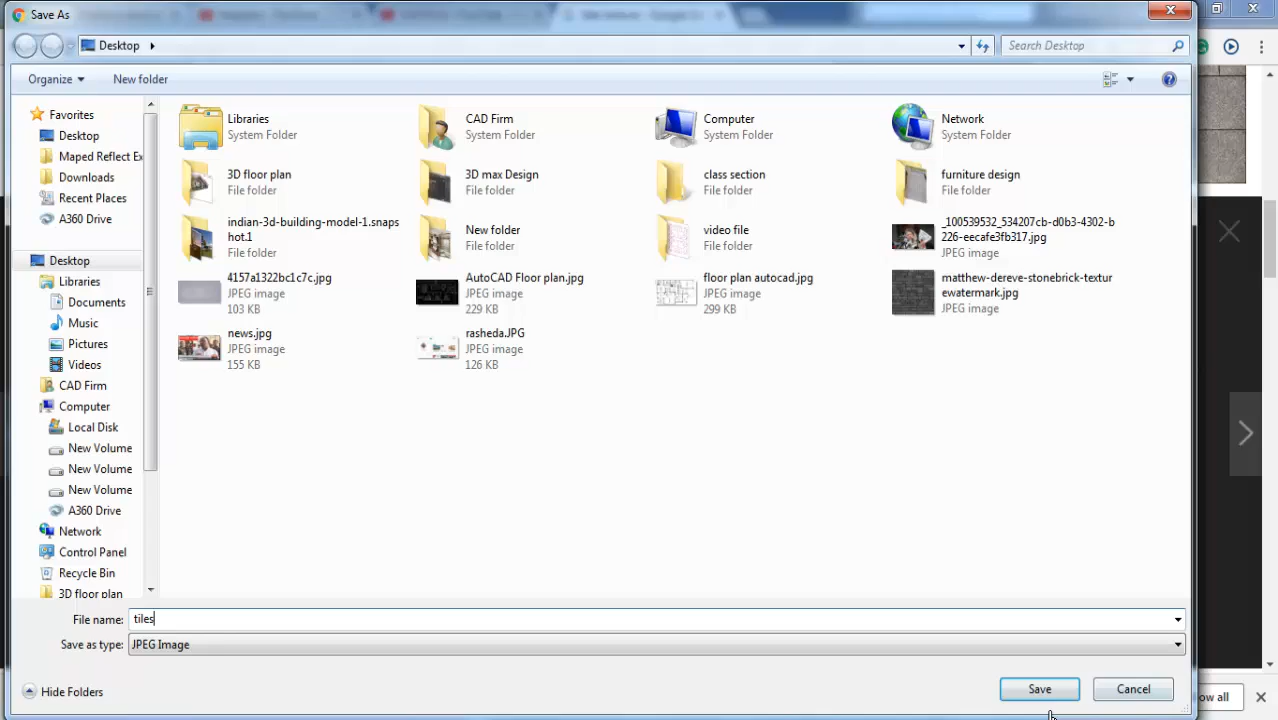 Save As
Desktop
Search Desktop
Organize
New folder
Favorites
Desktop
Maped Reflect Ex
Downloads
Recent Places
A360 Drive
Desktop
Libraries
Documents
Music
Pictures
Videos
CAD Firm
Computer
Local Disk
New Volume
New Volume
New Volume
A360 Drive
Network
Control Panel
Recycle Bin
3D floor plan
Libraries
System Folder
CAD Firm
System Folder
Computer
System Folder
Network
System Folder
3D floor plan
File folder
3D max Design
File folder
class section
File folder
furniture design
File folder
indian-3d-building-model-1.snaps
hot.1
File folder
New folder
File folder
video file
File folder
_100539532_534207cb-d0b3-4302-b
226-eecafe3fb317.jpg
JPEG image
4157a1322bc1c7c.jpg
JPEG image
103 KB
AutoCAD Floor plan.jpg
JPEG image
229 KB
floor plan autocad.jpg
JPEG image
299 KB
matthew-dereve-stonebrick-textur
ewatermark.jpg
JPEG image
news.jpg
JPEG image
155 KB
rasheda.JPG
JPEG image
126 KB
File name: tiles
Save as type: JPEG Image
Hide Folders
Save
Cancel
ow all